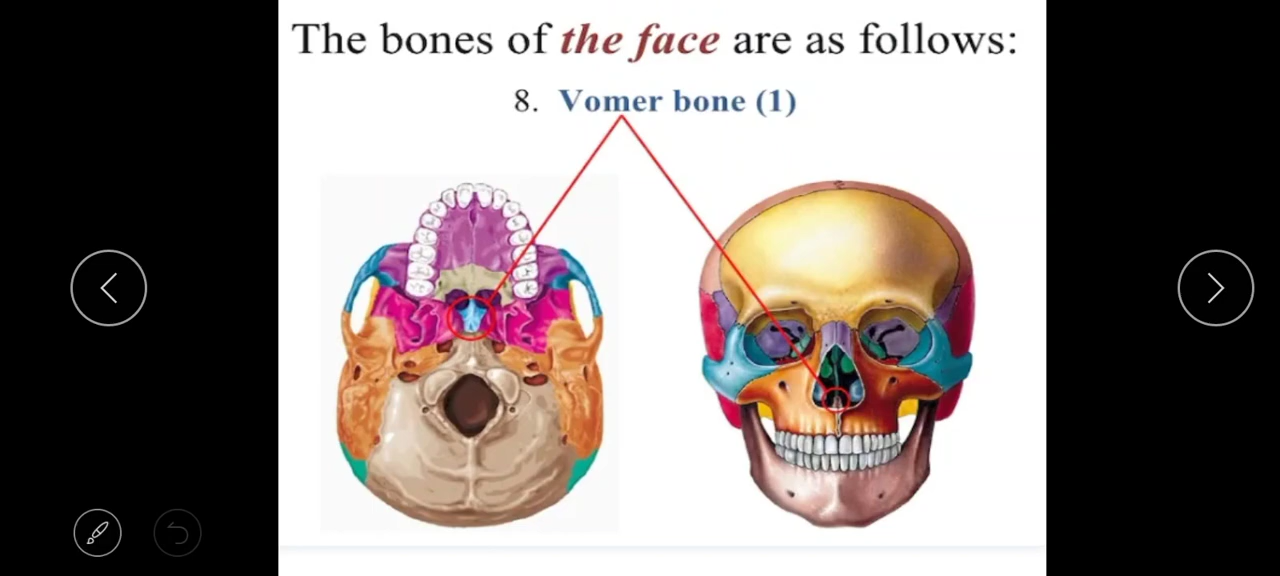 The bones of the face are as follows:
8. Vomer bone (1)